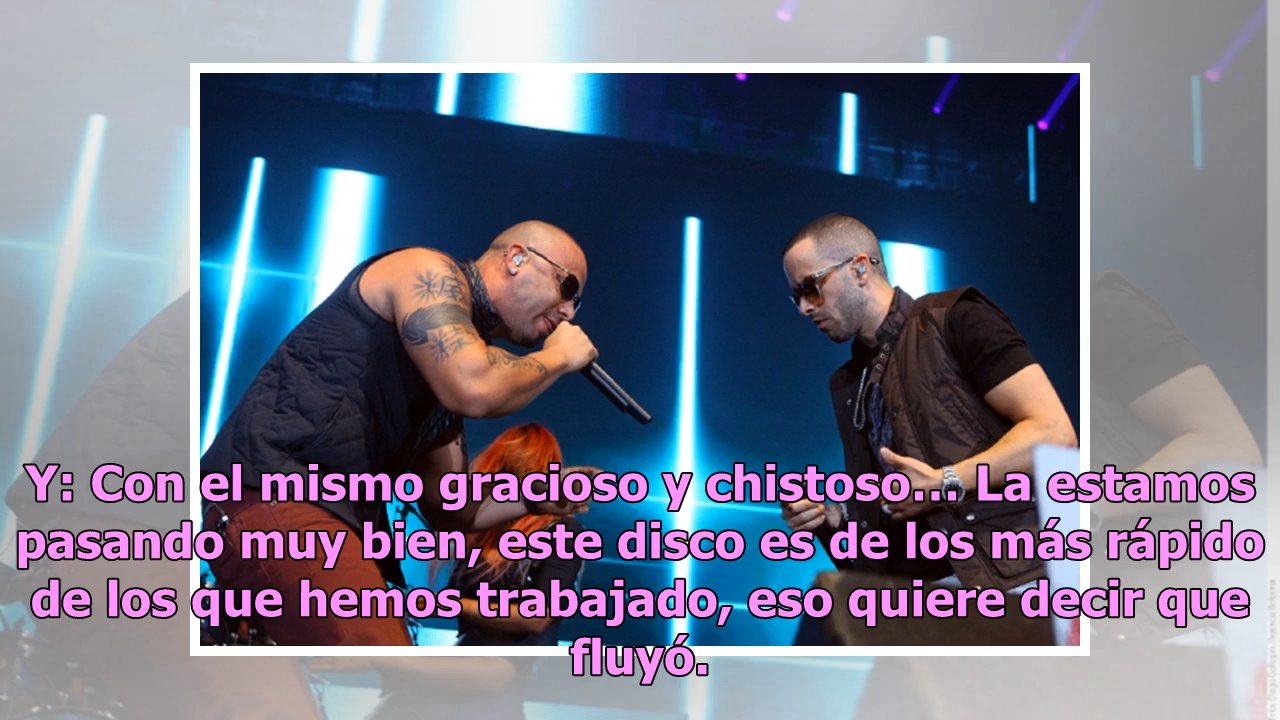 Y: Con el mismo gracioso y chistoso... La estamos
pasando muy bien, este disco es de los más rápido
de los que hemos trabajado, eso quiere decir que
fluyó.